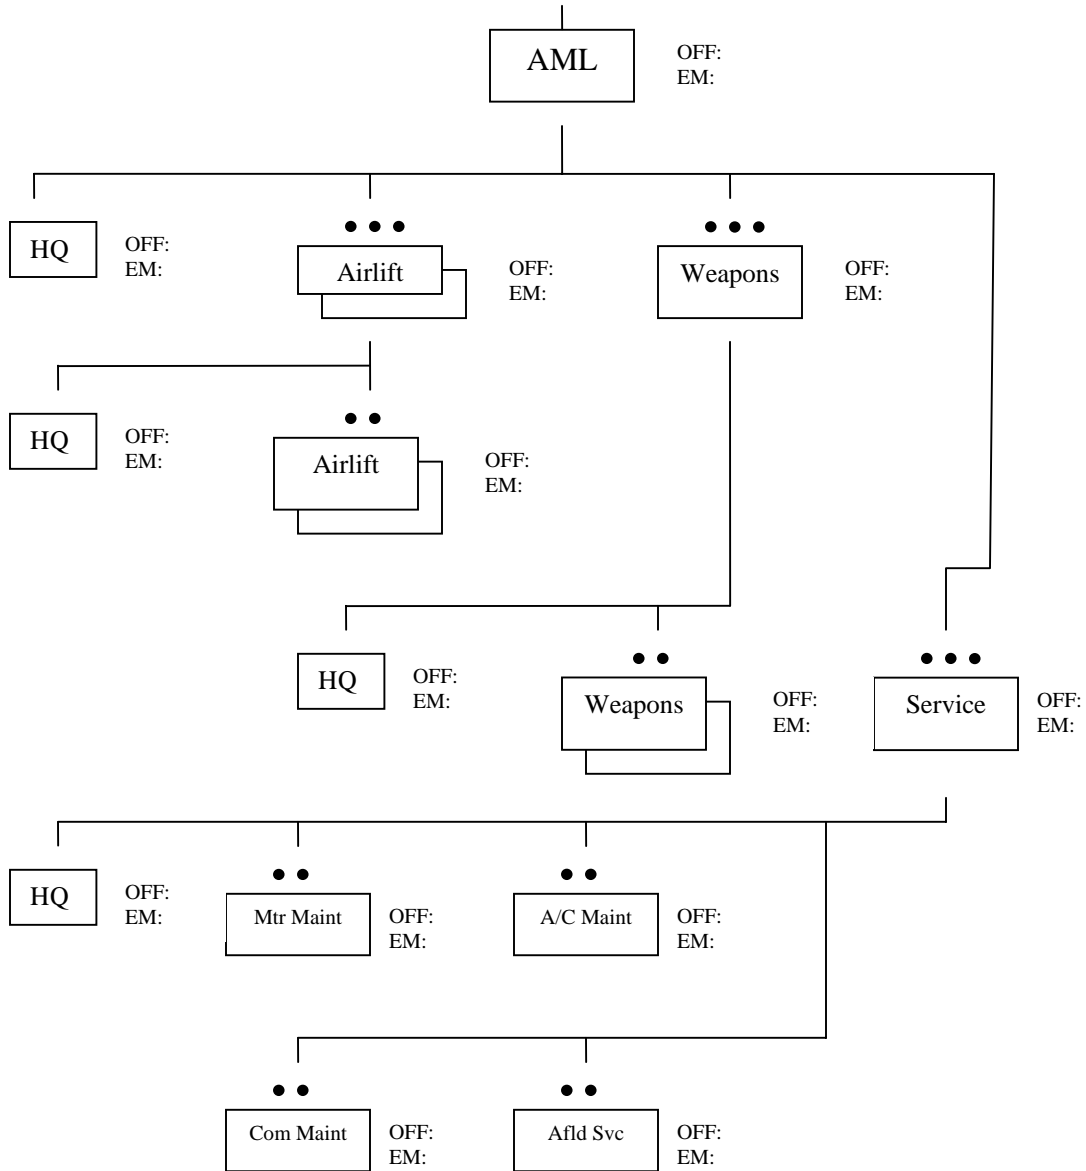 AML
OFF:
EM:
HQ
OFF:
EM:
Airlift
OFF:
EM:
Weapons
OFF:
EM:
HQ
OFF:
EM:
Airlift
OFF:
EM:
HQ
OFF:
EM:
Weapons
OFF:
EM:
Service
OFF:
EM:
HQ
OFF:
EM:
Mtr Maint
OFF:
EM:
A/C Maint
OFF:
EM:
Com Maint
OFF:
EM:
Afld Svc
OFF:
EM: